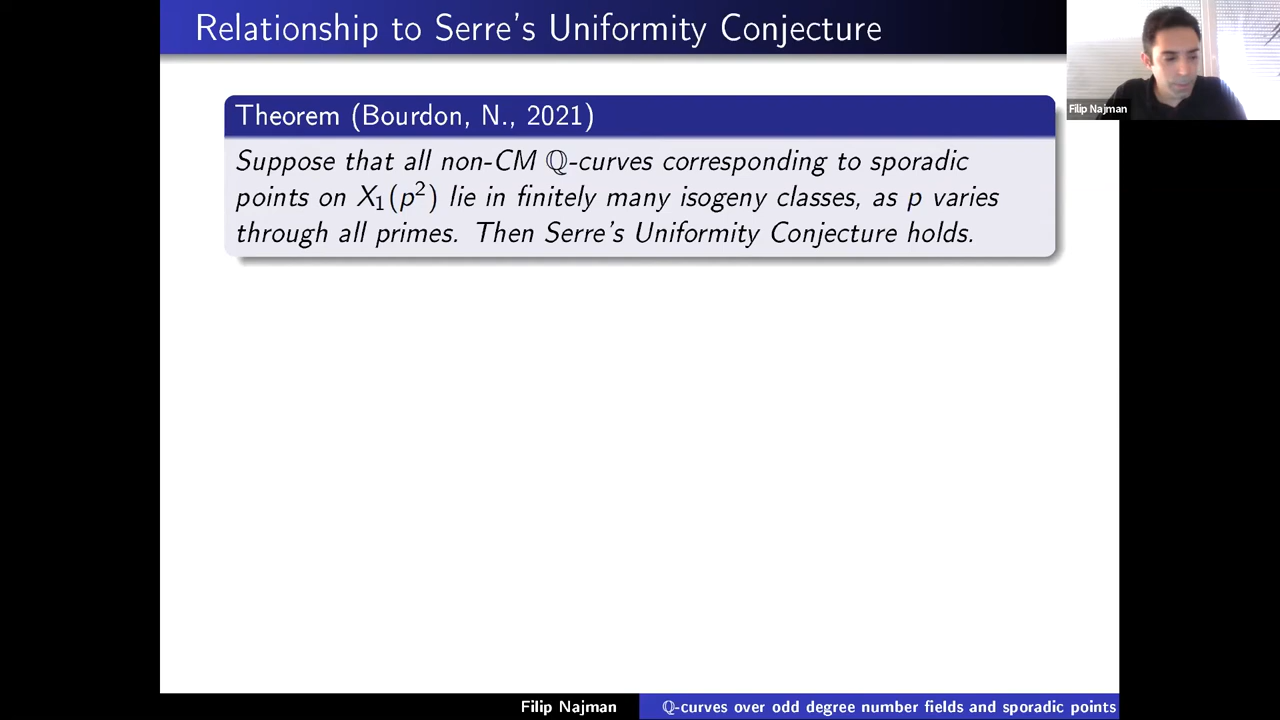 Relationship to Serre's Uniformity Conjecture
Filip Najman
Theorem (Bourdon, N., 2021)
Suppose that all non-CM ℚ-curves corresponding to sporadic
points on X₁(p²) lie in finitely many isogeny classes, as p varies
through all primes. Then Serre's Uniformity Conjecture holds.
Filip Najman
ℚ-curves over odd degree number fields and sporadic points